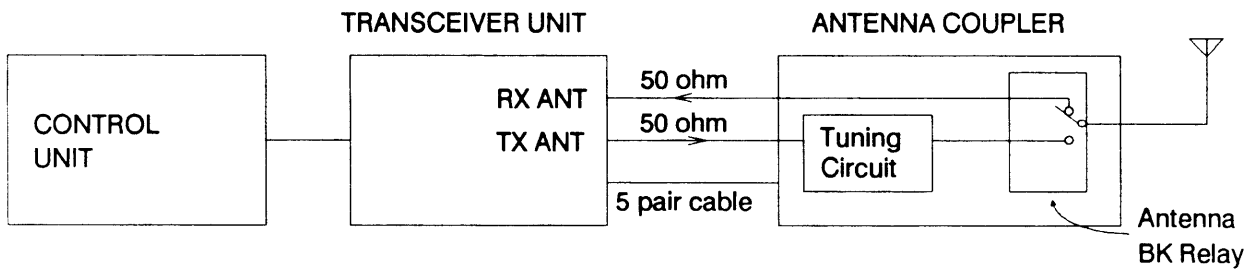 TRANSCEIVER UNIT
ANTENNA COUPLER
CONTROL
UNIT
RX ANT
TX ANT
50 ohm
50 ohm
5 pair cable
Tuning
Circuit
Antenna
BK Relay